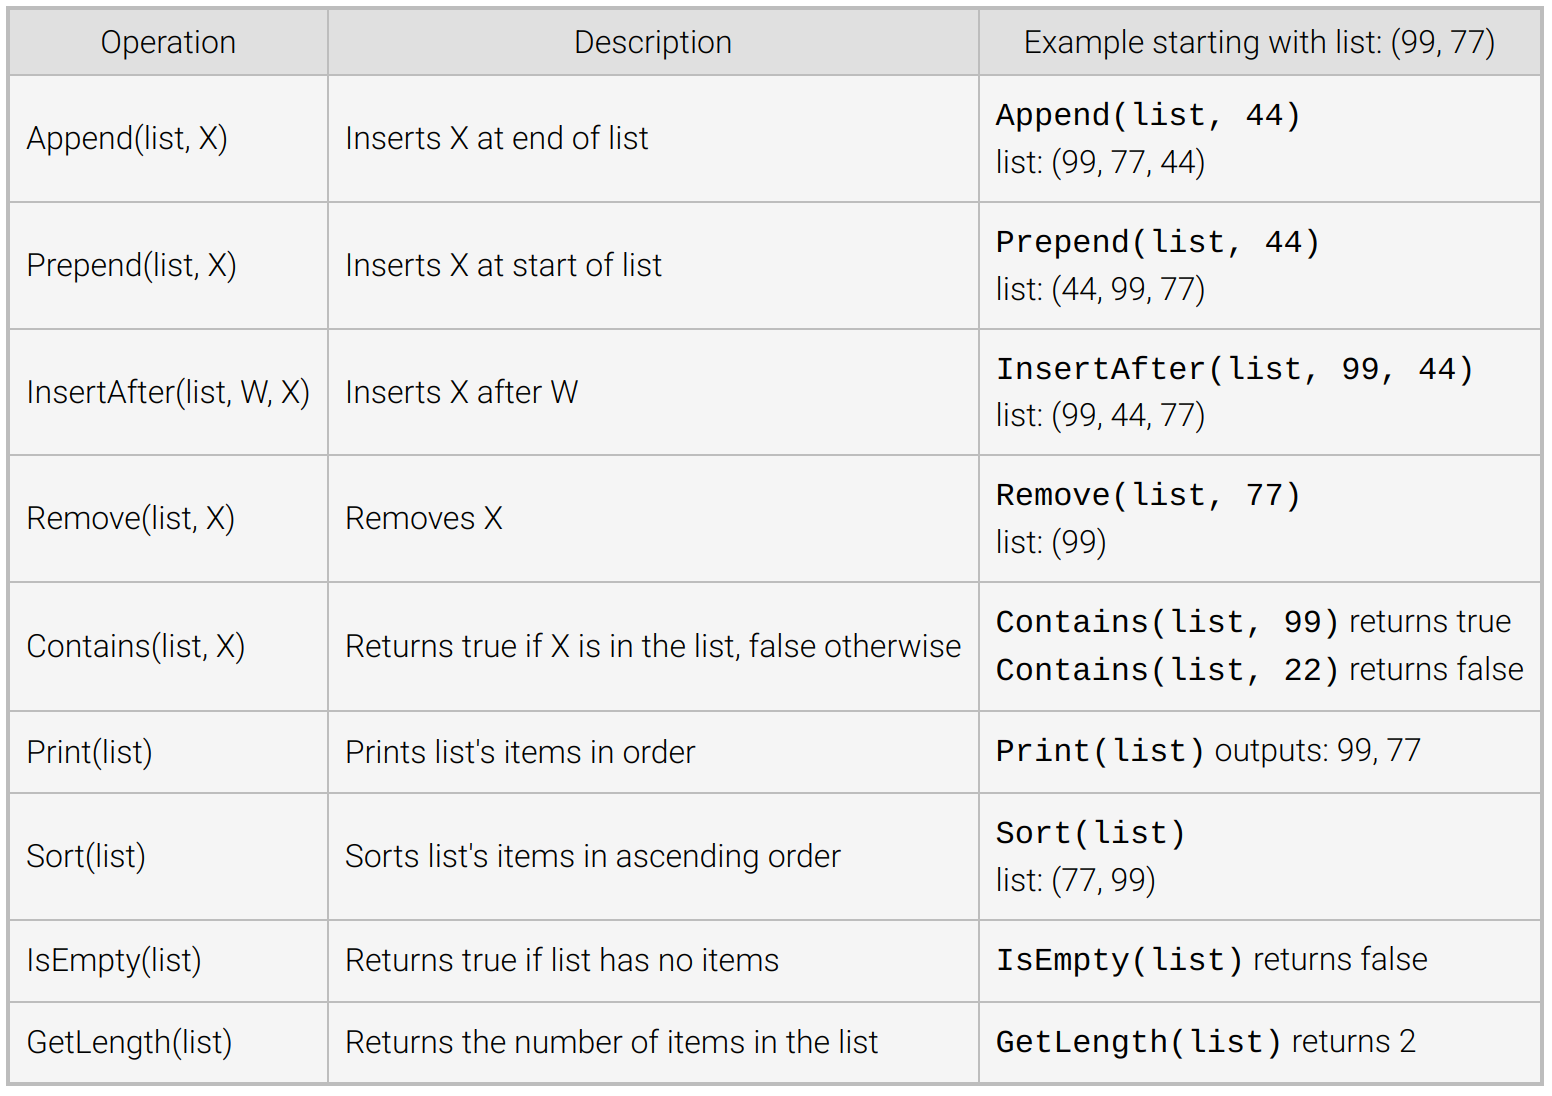 Operation Description Example starting with list: (99, 77)
Append(list, X) Inserts X at end of list Append(list, 44)
list: (99, 77, 44)
Prepend(list, X) Inserts X at start of list Prepend(list, 44)
list: (44, 99, 77)
InsertAfter(list, W, X) Inserts X after W InsertAfter(list, 99, 44)
list: (99, 44, 77)
Remove(list, X) Removes X Remove(list, 77)
list: (99)
Contains(list, X) Returns true if X is in the list, false otherwise Contains(list, 99) returns true
Contains(list, 22) returns false
Print(list) Prints list's items in order Print(list) outputs: 99, 77
Sort(list) Sorts list's items in ascending order Sort(list)
list: (77, 99)
IsEmpty(list) Returns true if list has no items IsEmpty(list) returns false
GetLength(list) Returns the number of items in the list GetLength(list) returns 2